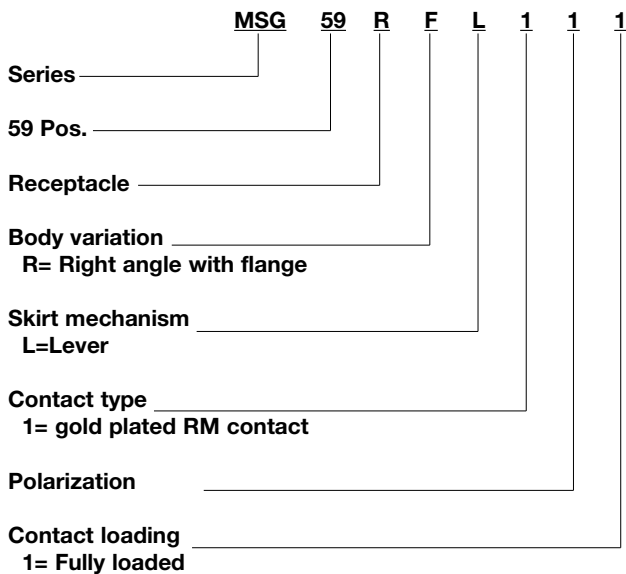 MSG 59 R F L 1 1 1
Series
59 Pos.
Receptacle
Body variation
R= Right angle with flange
Skirt mechanism
L=Lever
Contact type
1= gold plated RM contact
Polarization
Contact loading
1= Fully loaded